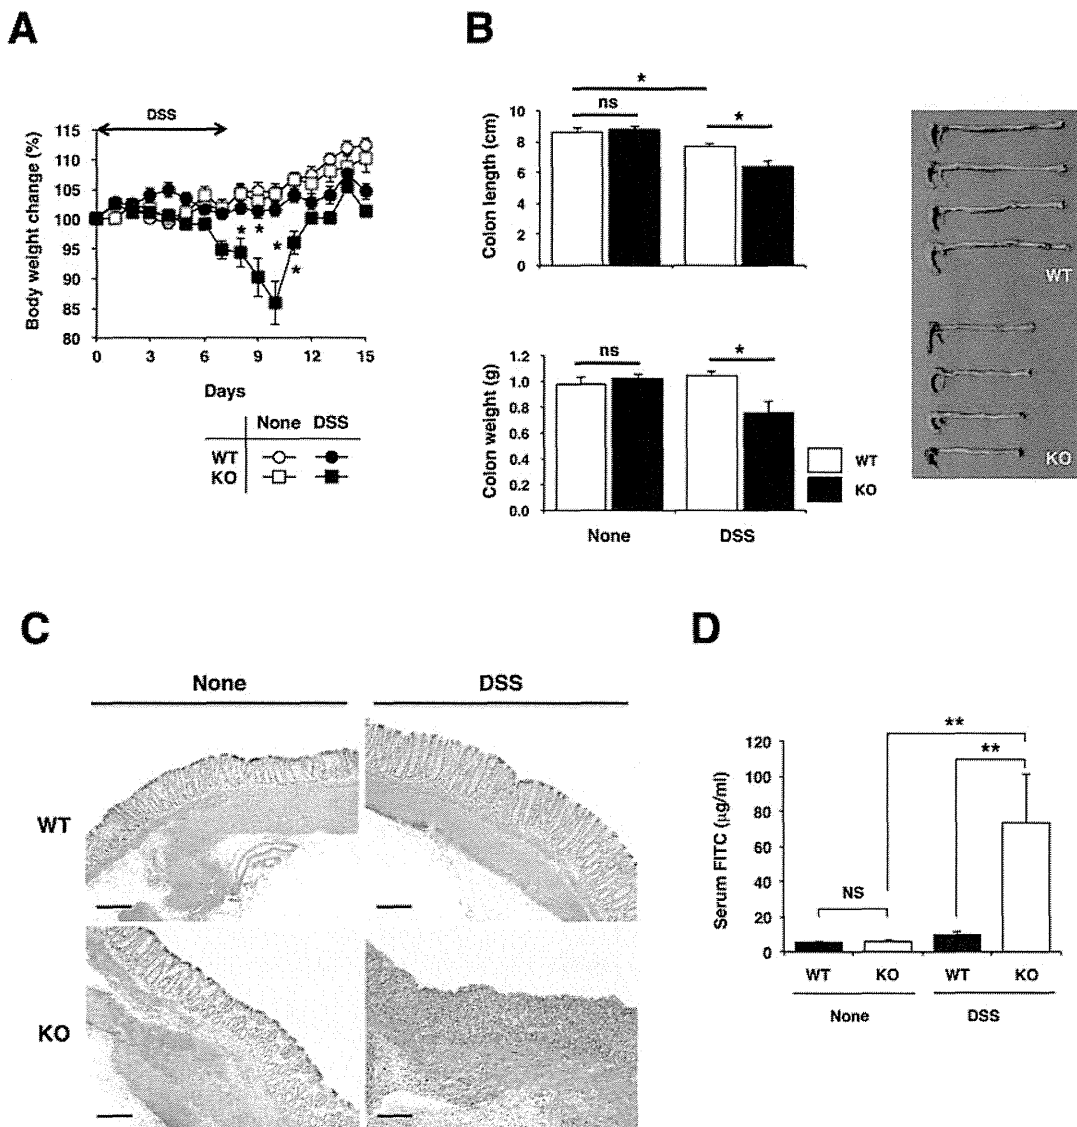 A
DSS
Body weight change (%)
115
110
105
100
95
90
85
80
* * * *
0 3 6 9 12 15
Days
None DSS
WT
KO
B
*
ns
*
Colon length (cm)
10
8
6
4
2
0
WT
KO
ns
*
Colon weight (g)
1.2
1.0
0.8
0.6
0.4
0.2
0.0
WT
KO
None DSS
C
None DSS
WT
KO
D
**
**
NS
Serum FITC (µg/ml)
120
100
80
60
40
20
0
WT KO WT KO
None DSS